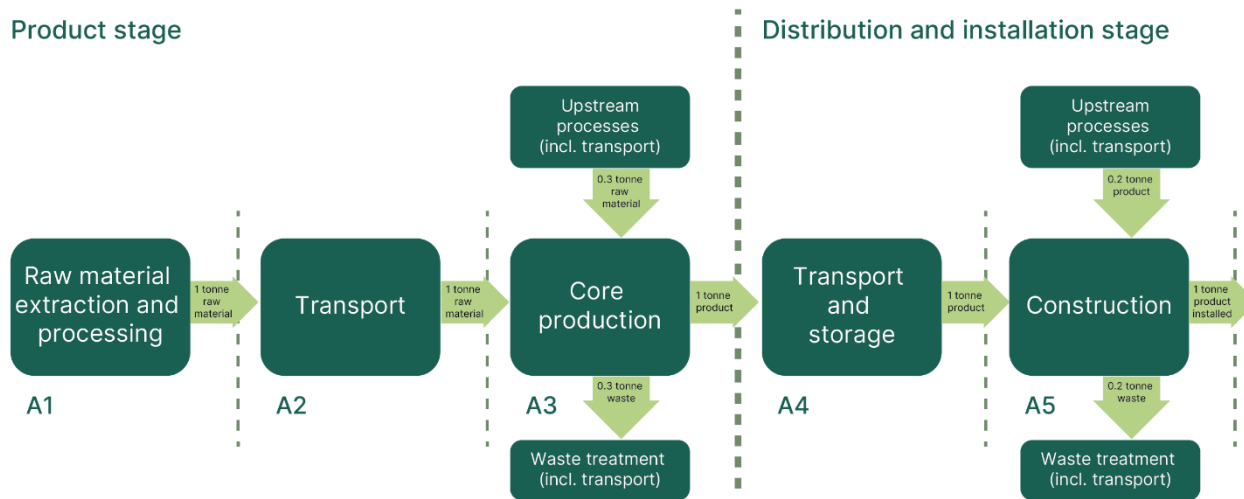 Product stage
Distribution and installation stage
Upstream
processes
(incl. transport)
Upstream
processes
(incl. transport)
0.3 tonne
raw
material
0.2 tonne
product
Raw material
extraction and
processing
1 tonne
raw
material
Transport
1 tonne
raw
material
Core
production
1 tonne
product
Transport
and
storage
1 tonne
product
Construction
1 tonne
product
installed
A1
A2
A3
0.3 tonne
waste
A4
A5
0.2 tonne
waste
Waste treatment
(incl. transport)
Waste treatment
(incl. transport)